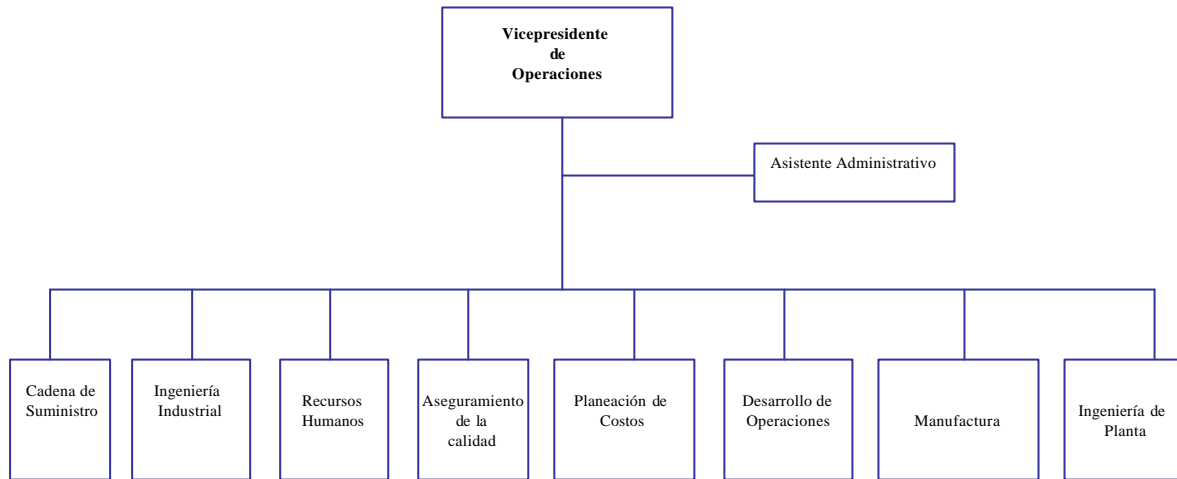 Vicepresidente
de
Operaciones
Asistente Administrativo
Cadena de
Suministro
Ingeniería
Industrial
Recursos
Humanos
Aseguramiento
de la
calidad
Planeación de
Costos
Desarrollo de
Operaciones
Manufactura
Ingeniería de
Planta